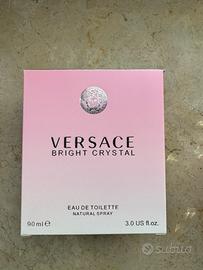 VERSACE
BRIGHT CRYSTAL
EAU DE TOILETTE
NATURAL SPRAY
90 ml ℮ 3.0 US fl.oz.
subito